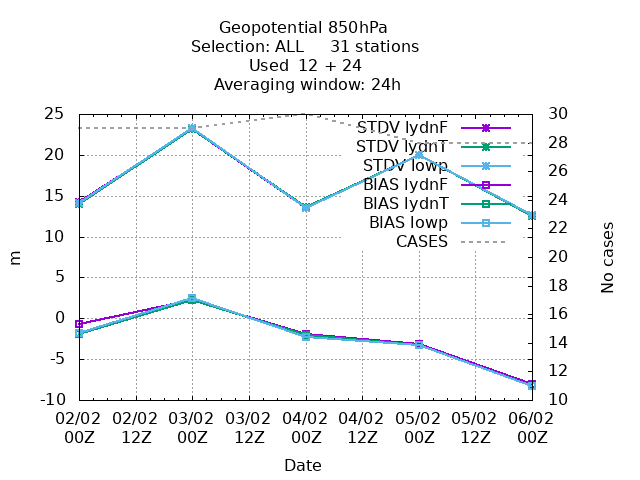 Geopotential 850hPa
Selection: ALL 31 stations
Used 12 + 24
Averaging window: 24h
25
20
15
10
5
0
-5
-10
m
30
28
26
24
22
20
18
16
14
12
10
No cases
STDV lydnF
STDV lydnT
STDV lowp
BIAS lydnF
BIAS lydnT
BIAS lowp
CASES
02/02 02/02 03/02 03/02 04/02 04/02 05/02 05/02 06/02
00Z 12Z 00Z 12Z 00Z 12Z 00Z 12Z 00Z
Date